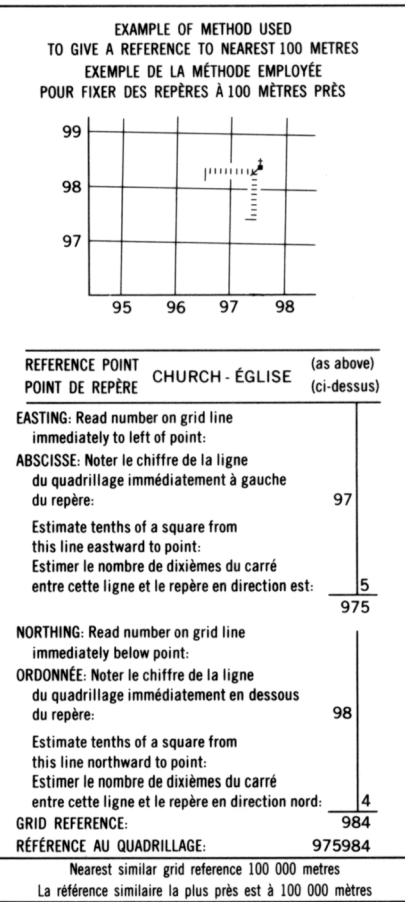 EXAMPLE OF METHOD USED
TO GIVE A REFERENCE TO NEAREST 100 METRES
EXEMPLE DE LA MÉTHODE EMPLOYÉE
POUR FIXER DES REPÈRES À 100 MÈTRES PRÈS
99
98
97
95 96 97 98
REFERENCE POINT
POINT DE REPÈRE
CHURCH - ÉGLISE
(as above)
(ci-dessus)
EASTING: Read number on grid line
immediately to left of point:
ABSCISSE: Noter le chiffre de la ligne
du quadrillage immédiatement à gauche
du repère: 97
Estimate tenths of a square from
this line eastward to point:
Estimer le nombre de dixièmes du carré
entre cette ligne et le repère en direction est: 5
975
NORTHING: Read number on grid line
immediately below point:
ORDONNÉE: Noter le chiffre de la ligne
du quadrillage immédiatement en dessous
du repère: 98
Estimate tenths of a square from
this line northward to point:
Estimer le nombre de dixièmes du carré
entre cette ligne et le repère en direction nord: 4
GRID REFERENCE: 984
RÉFÉRENCE AU QUADRILLAGE: 975984
Nearest similar grid reference 100 000 metres
La référence similaire la plus près est à 100 000 mètres